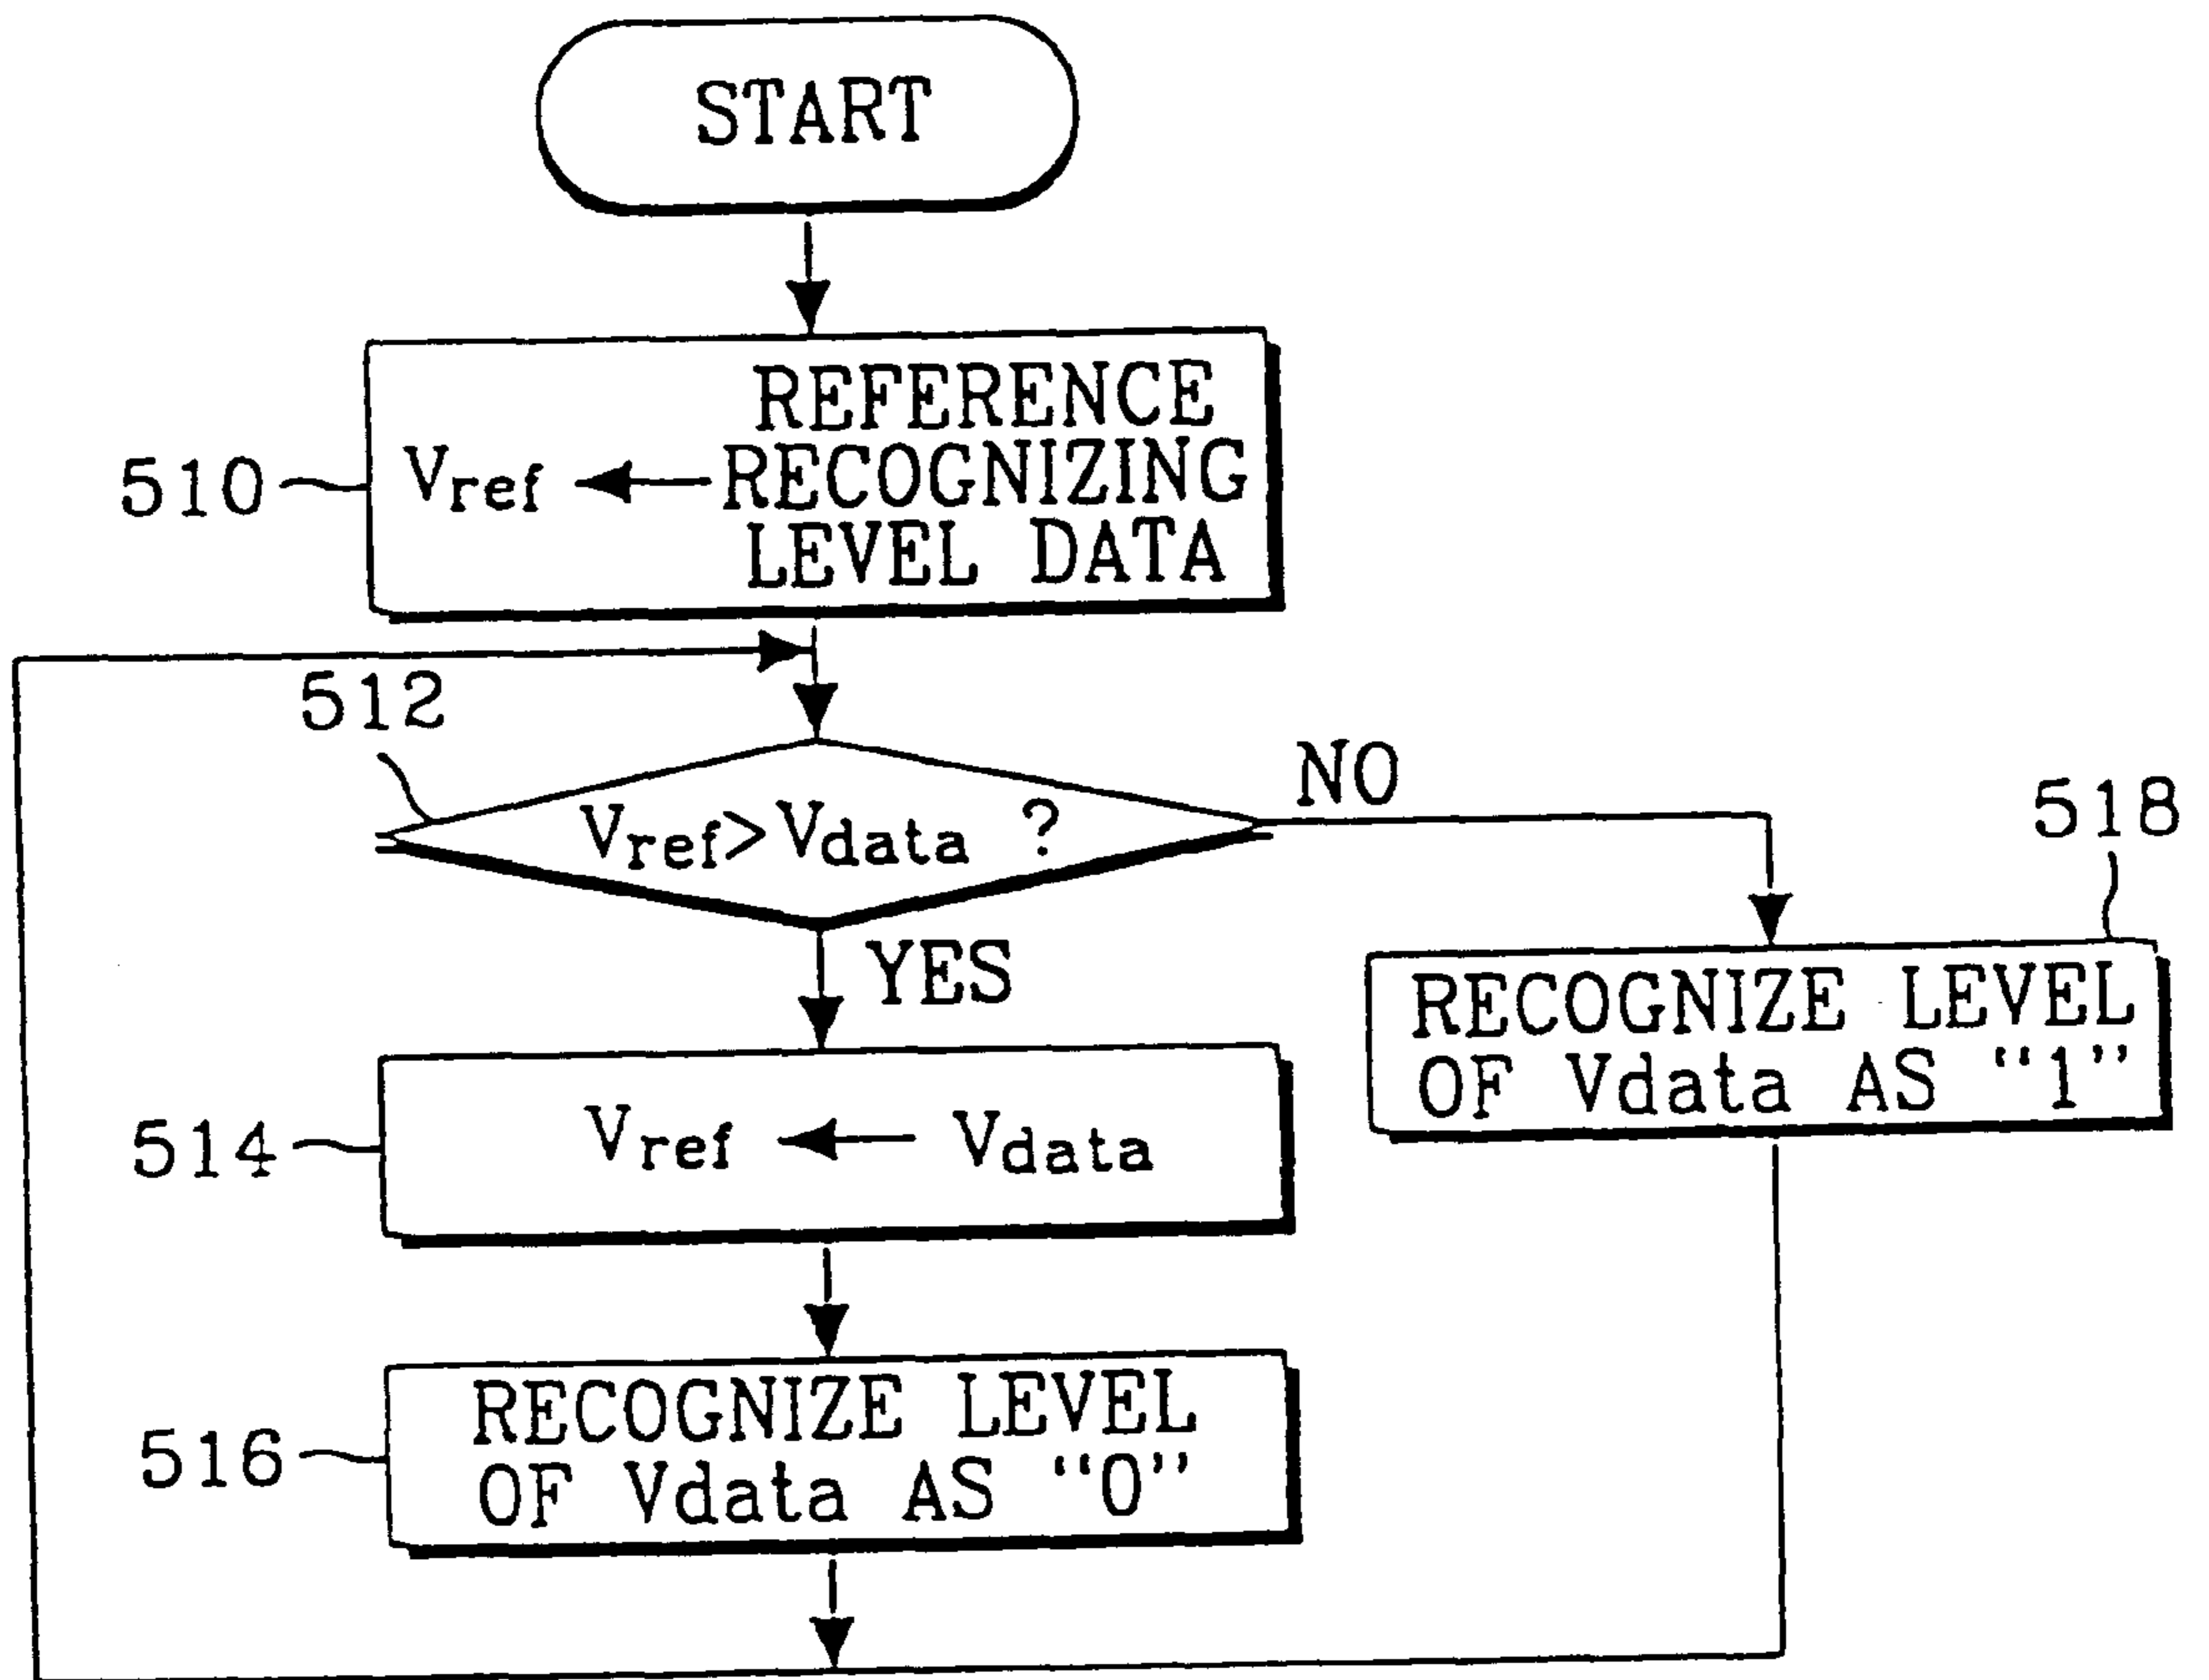 START
REFERENCE
510 Vref ← RECOGNIZING
LEVEL DATA
512
Vref> Vdata ?
NO
518
YES
RECOGNIZE LEVEL
OF Vdata AS “1”
514 Vref ← Vdata
RECOGNIZE LEVEL
516 OF Vdata AS “0”